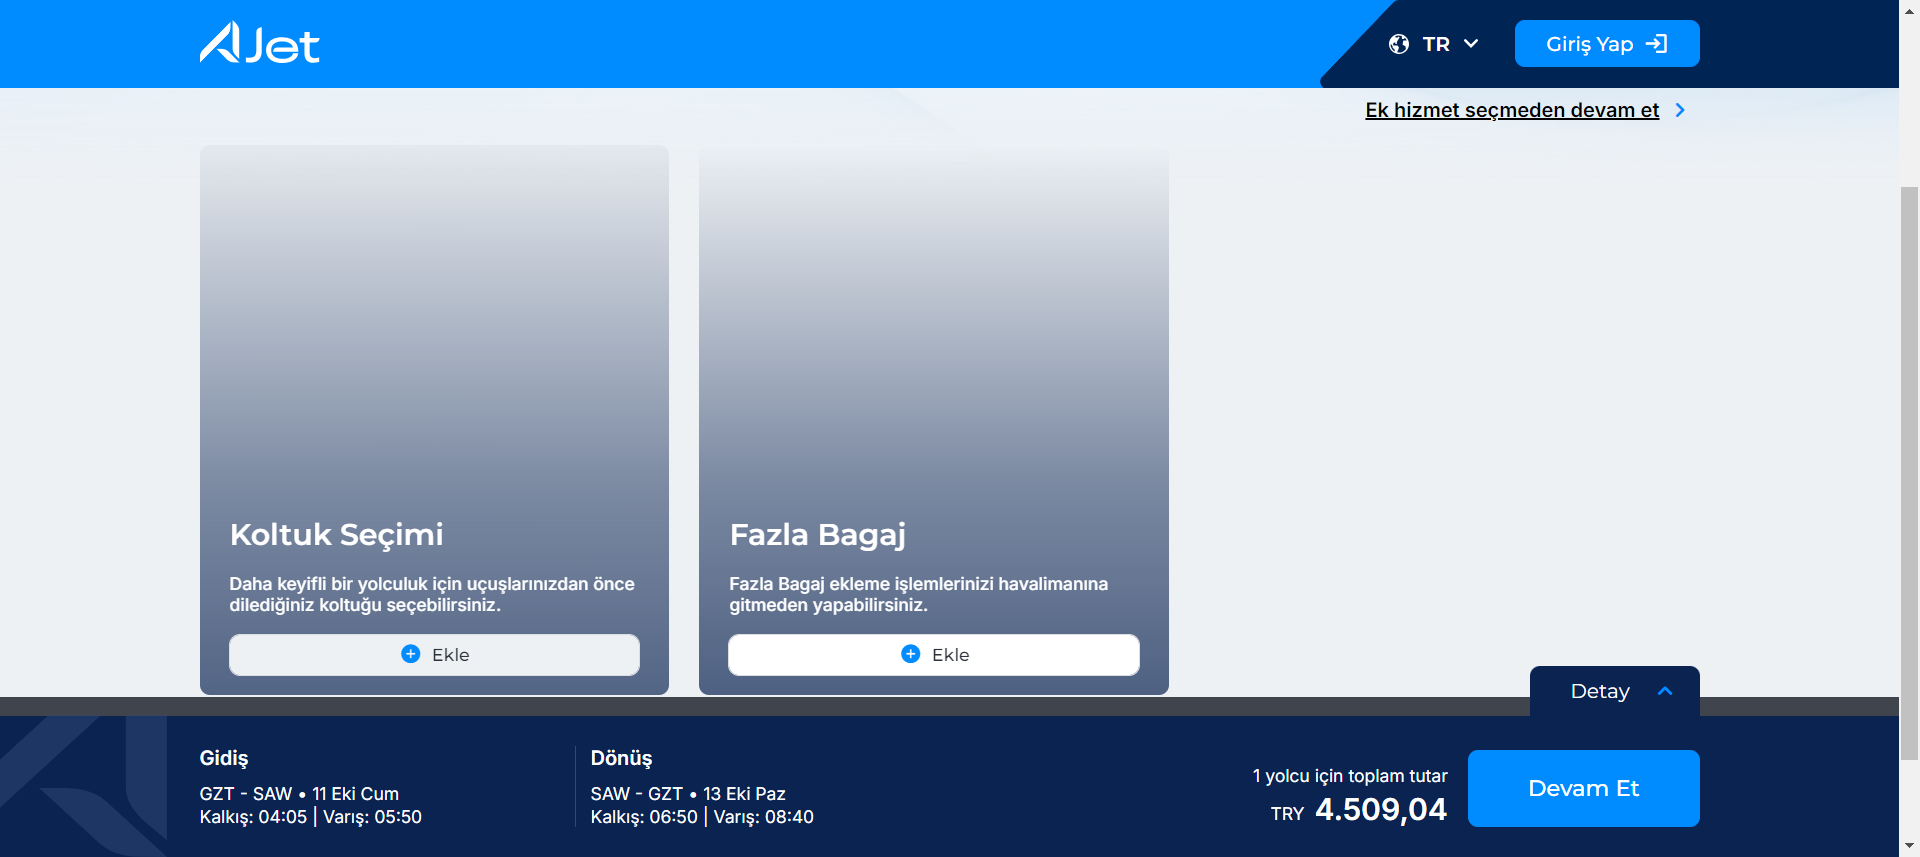 AJet
TR
Giriş Yap
Ek hizmet seçmeden devam et
Koltuk Seçimi
Daha keyifli bir yolculuk için uçuşlarınızdan önce
dilediğiniz koltuğu seçebilirsiniz.
Ekle
Fazla Bagaj
Fazla Bagaj ekleme işlemlerinizi havalimanına
gitmeden yapabilirsiniz.
Ekle
Detay
Gidiş
GZT - SAW • 11 Eki Cum
Kalkış: 04:05 | Varış: 05:50
Dönüş
SAW - GZT • 13 Eki Paz
Kalkış: 06:50 | Varış: 08:40
1 yolcu için toplam tutar
TRY 4.509,04
Devam Et